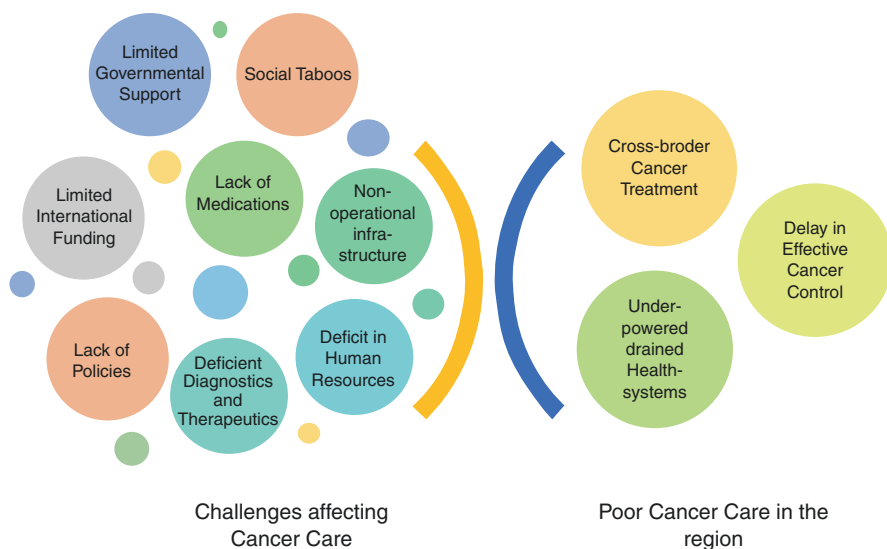 Limited
Governmental
Support
Social Taboos
Limited
International
Funding
Lack of
Medications
Non-
operational
infra-
structure
Lack of
Policies
Deficient
Diagnostics
and
Therapeutics
Deficit in
Human
Resources
Cross-broder
Cancer
Treatment
Delay in
Effective
Cancer
Control
Under-
powered
drained
Health-
systems
Challenges affecting
Cancer Care
Poor Cancer Care in the
region